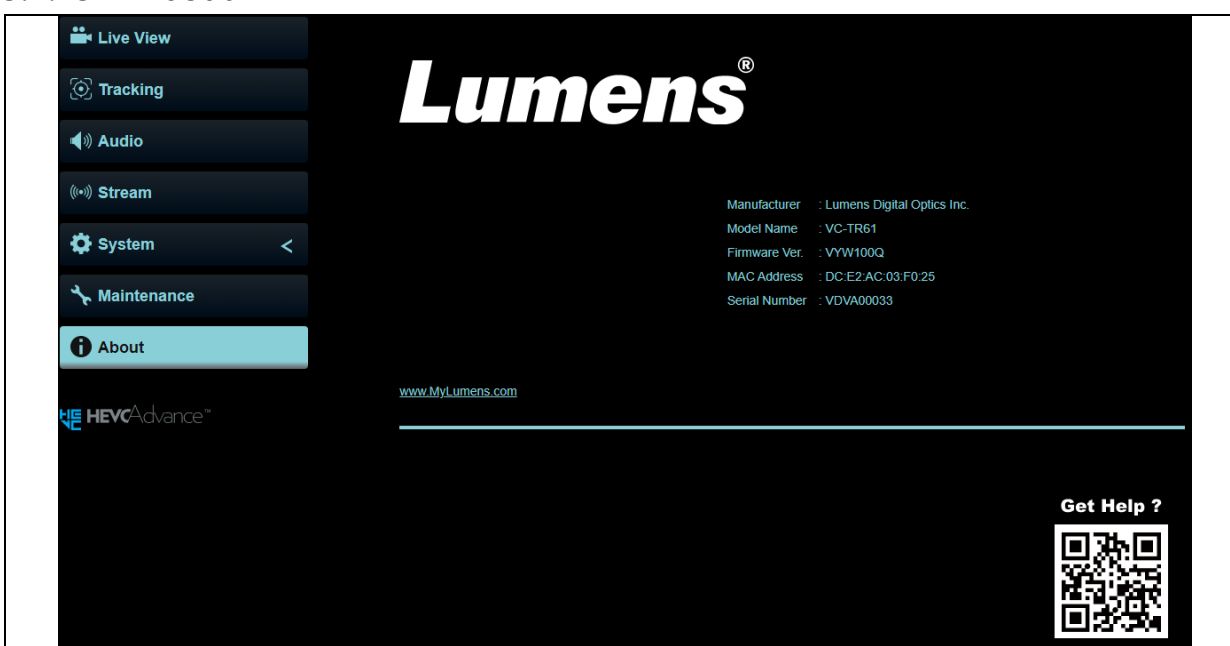 Live View
Tracking
Audio
Stream
System <
Maintenance
About
HEVCAdvance™
Lumens®
Manufacturer : Lumens Digital Optics Inc.
Model Name : VC-TR61
Firmware Ver. : VYW100Q
MAC Address : DC:E2:AC:03:F0:25
Serial Number : VDVA00033
www.MyLumens.com
Get Help ?